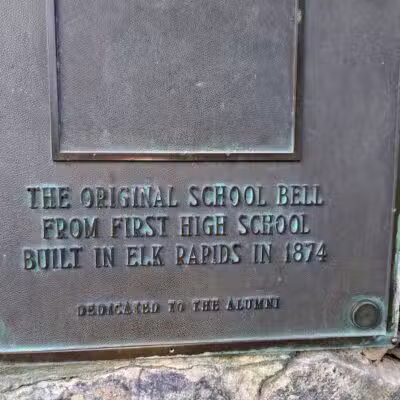 THE ORIGINAL SCHOOL BELL
FROM FIRST HIGH SCHOOL
BUILT IN ELK RAPIDS IN 1874
DEDICATED TO THE ALUMNI